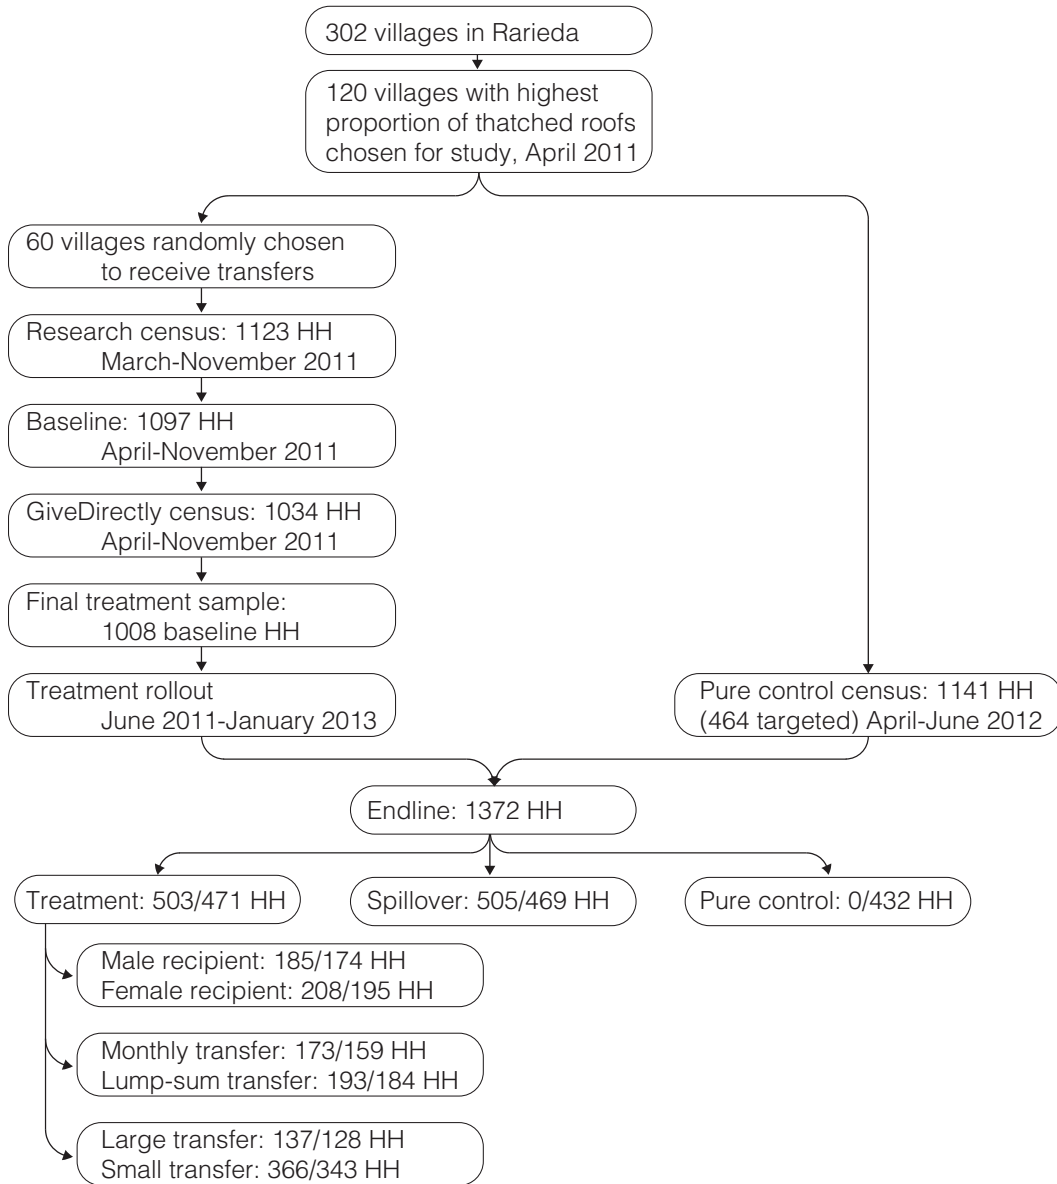 302 villages in Rarieda
120 villages with highest
proportion of thatched roofs
chosen for study, April 2011
60 villages randomly chosen
to receive transfers
Research census: 1123 HH
March-November 2011
Baseline: 1097 HH
April-November 2011
GiveDirectly census: 1034 HH
April-November 2011
Final treatment sample:
1008 baseline HH
Treatment rollout
June 2011-January 2013
Pure control census: 1141 HH
(464 targeted) April-June 2012
Endline: 1372 HH
Treatment: 503/471 HH
Spillover: 505/469 HH
Pure control: 0/432 HH
Male recipient: 185/174 HH
Female recipient: 208/195 HH
Monthly transfer: 173/159 HH
Lump-sum transfer: 193/184 HH
Large transfer: 137/128 HH
Small transfer: 366/343 HH